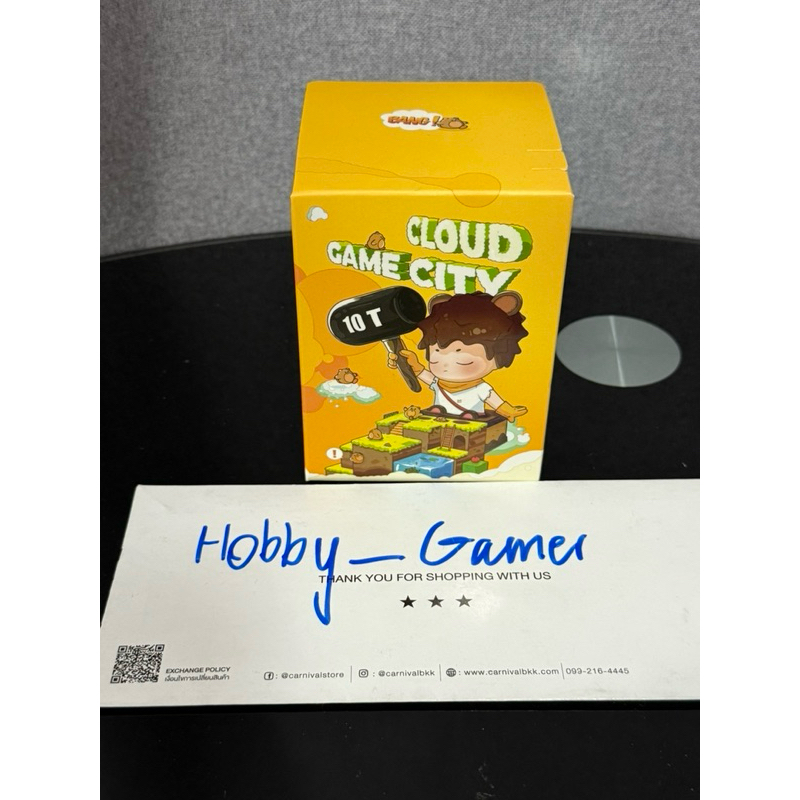 BANG!
CLOUD
GAME CITY
10 T
!
Hobby_Gamer
THANK YOU FOR SHOPPING WITH US
★ ★ ★
EXCHANGE POLICY
เงื่อนไขการเปลี่ยนสินค้า
: @carnivalstore | : @carnivalbkk | : www.carnivalbkk.com | 093-216-4445